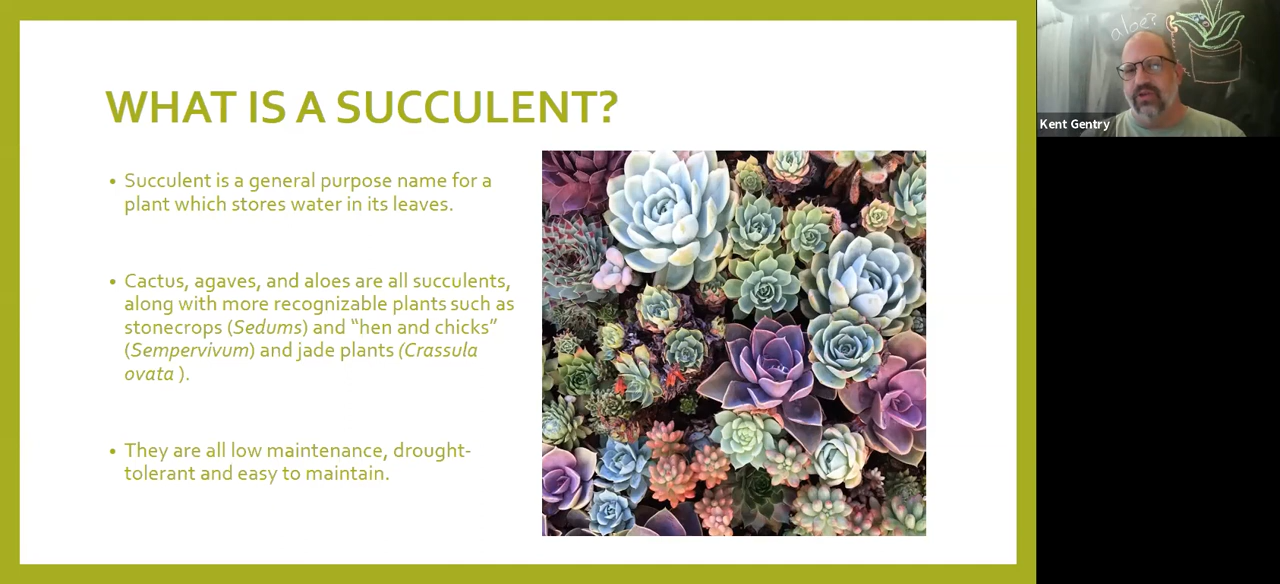 WHAT IS A SUCCULENT?
• Succulent is a general purpose name for a
plant which stores water in its leaves.
• Cactus, agaves, and aloes are all succulents,
along with more recognizable plants such as
stonecrops (Sedums) and “hen and chicks”
(Sempervivum) and jade plants (Crassula
ovata ).
• They are all low maintenance, drought-
tolerant and easy to maintain.
aloe?
Kent Gentry